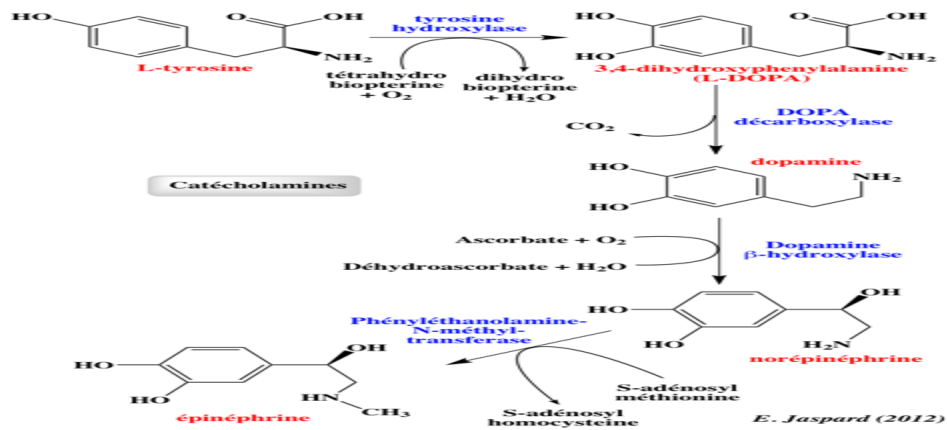 HO
O
OH
NH2
L-tyrosine
tyrosine
hydroxylase
tétrahydro
bioptérine
+ O2
dihydro
bioptérine
+ H2O
HO
HO
O
OH
NH2
3,4-dihydroxyphenylalanine
(L-DOPA)
CO2
DOPA
décarboxylase
Catécholamines
HO
HO
dopamine
NH2
Ascorbate + O2
Déhydroascorbate + H2O
Dopamine
β-hydroxylase
HO
HO
OH
H2N
norépinéphrine
Phényléthanolamine-
N-méthyl-
transferase
HO
HO
OH
HN
CH3
épinéphrine
S-adénosyl
méthionine
S-adénosyl
homocysteine
E. Jaspard (2012)